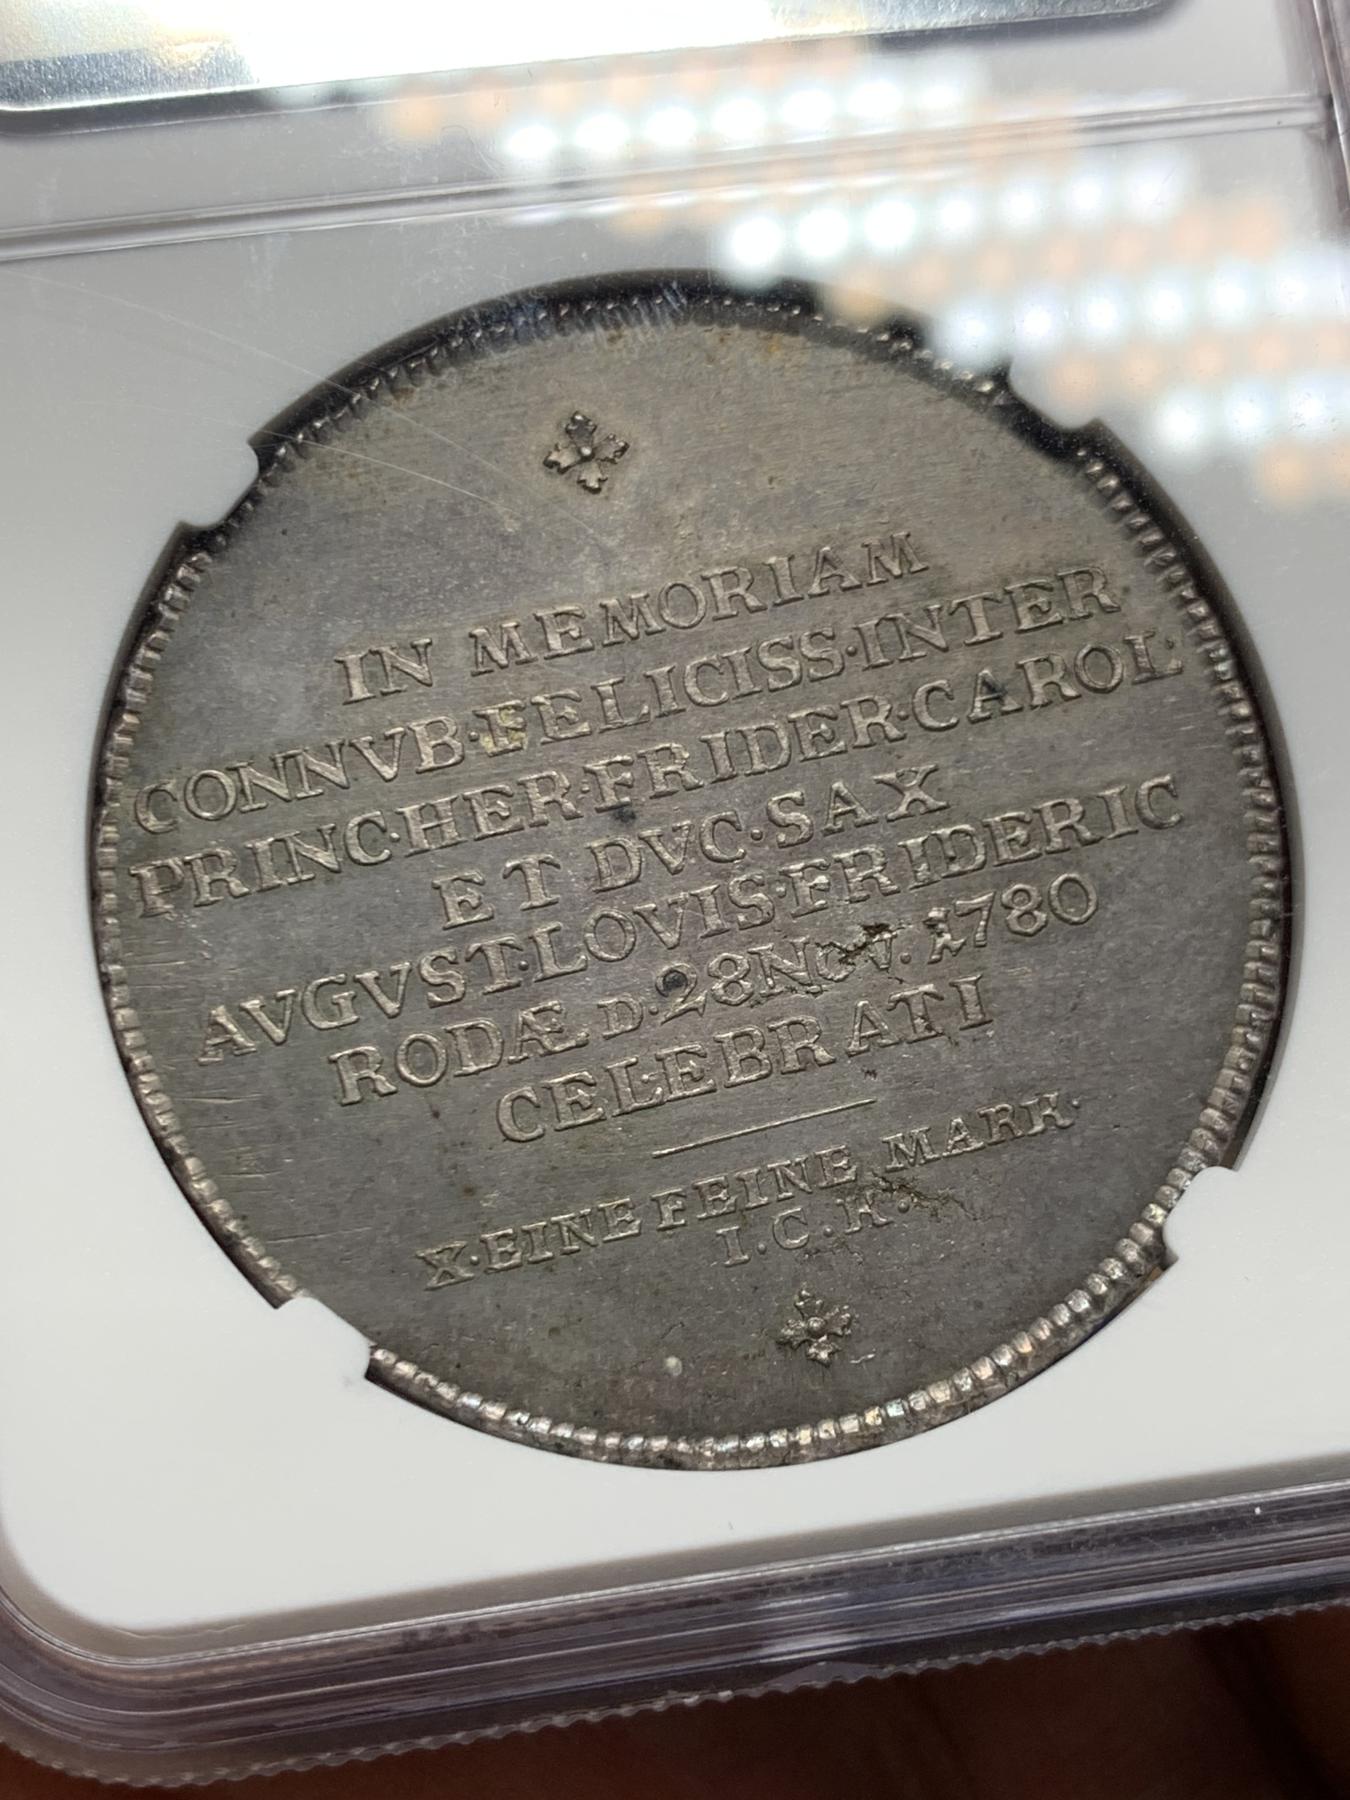 IN MEMORIAM
CONNVB·FELICISS·INTER
PRINC·HER·FRIDER·CAROL·
ET DVC·SAX
AVGVST·LOVIS·FRIDERIC
RODÆ D·28 NOV. 1780
CELEBRATI
X·EINE FEINE MARK·
I·C·K·